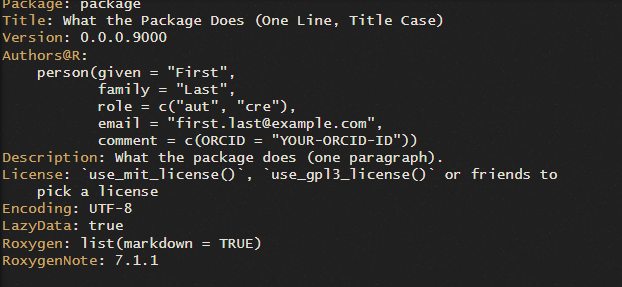 Package: package
Title: What the Package Does (One Line, Title Case)
Version: 0.0.0.9000
Authors@R:
    person(given = "First",
           family = "Last",
           role = c("aut", "cre"),
           email = "first.last@example.com",
           comment = c(ORCID = "YOUR-ORCID-ID"))
Description: What the package does (one paragraph).
License: `use_mit_license()`, `use_gpl3_license()` or friends to
    pick a license
Encoding: UTF-8
LazyData: true
Roxygen: list(markdown = TRUE)
RoxygenNote: 7.1.1